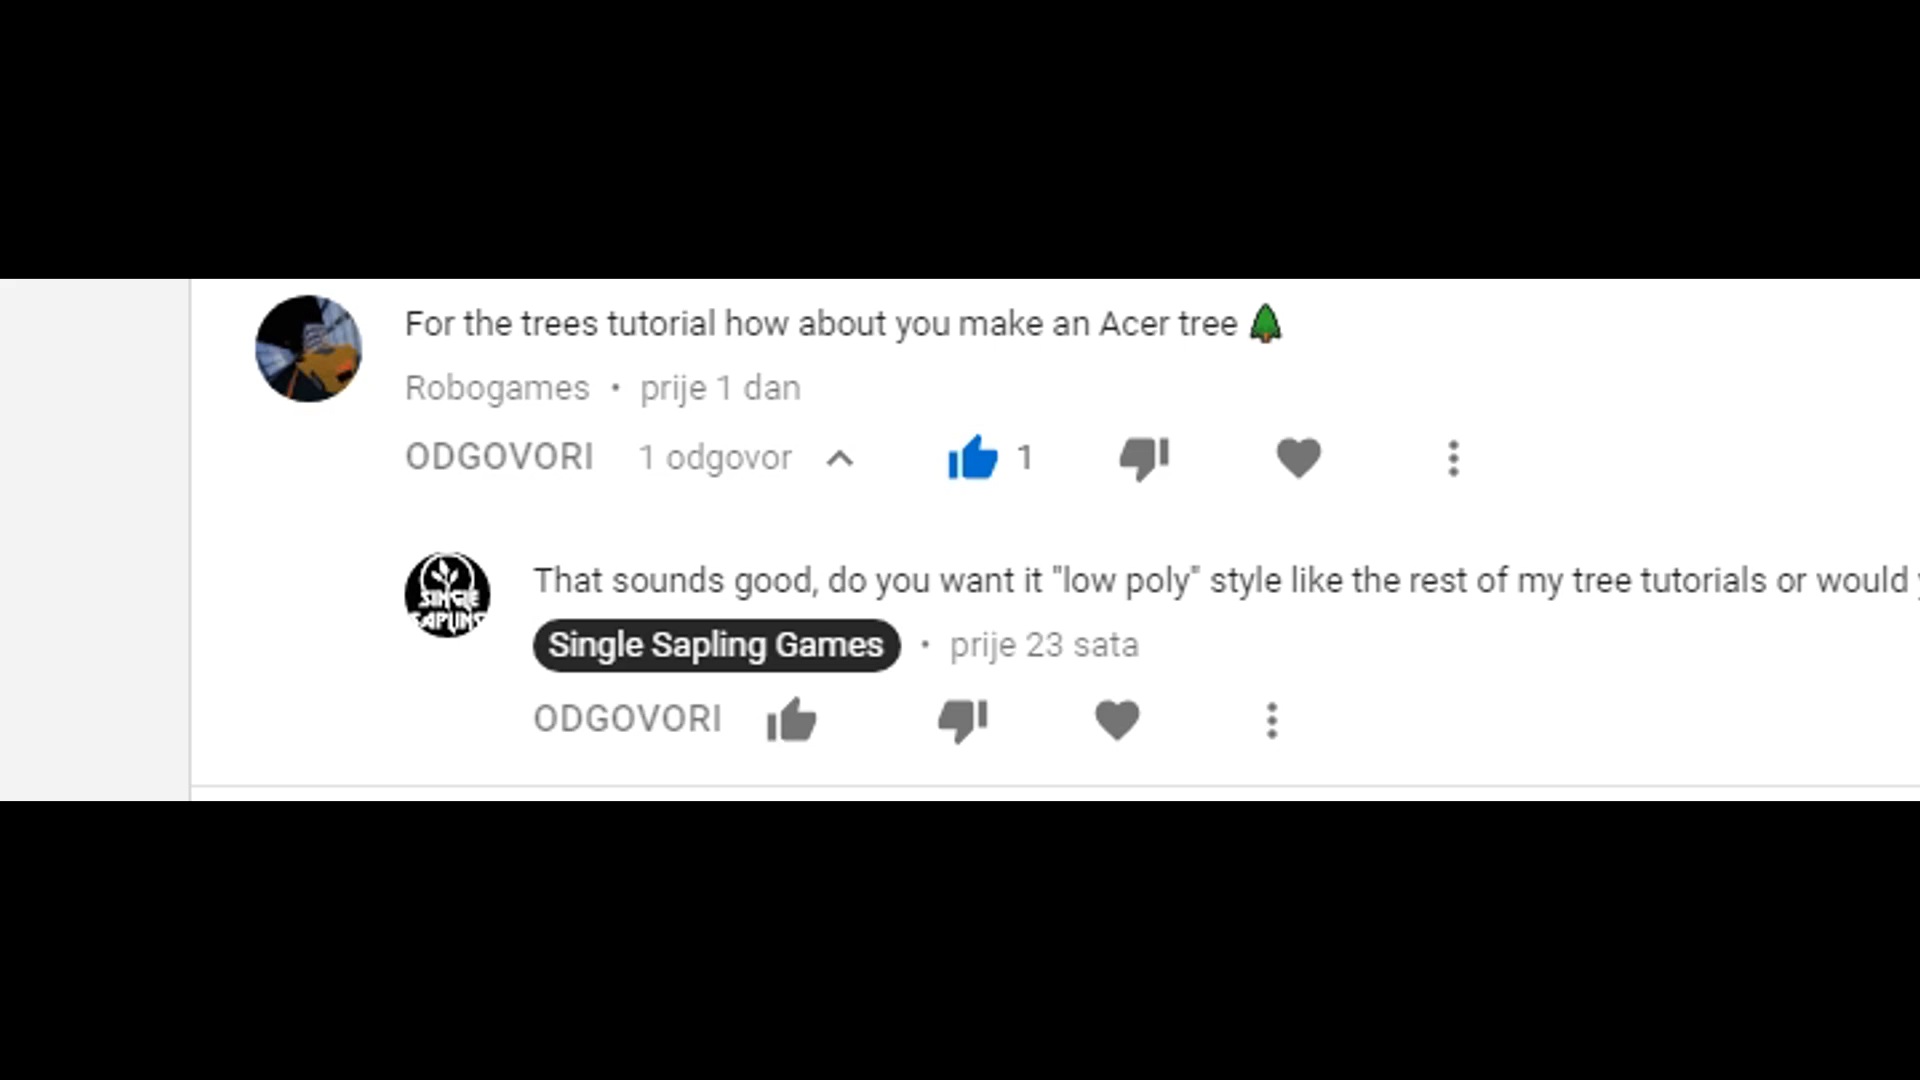 For the trees tutorial how about you make an Acer tree 🌲
Robogames • prije 1 dan
ODGOVORI 1 odgovor 1
SINGLE
SAPLING
That sounds good, do you want it "low poly" style like the rest of my tree tutorials or would
Single Sapling Games • prije 23 sata
ODGOVORI